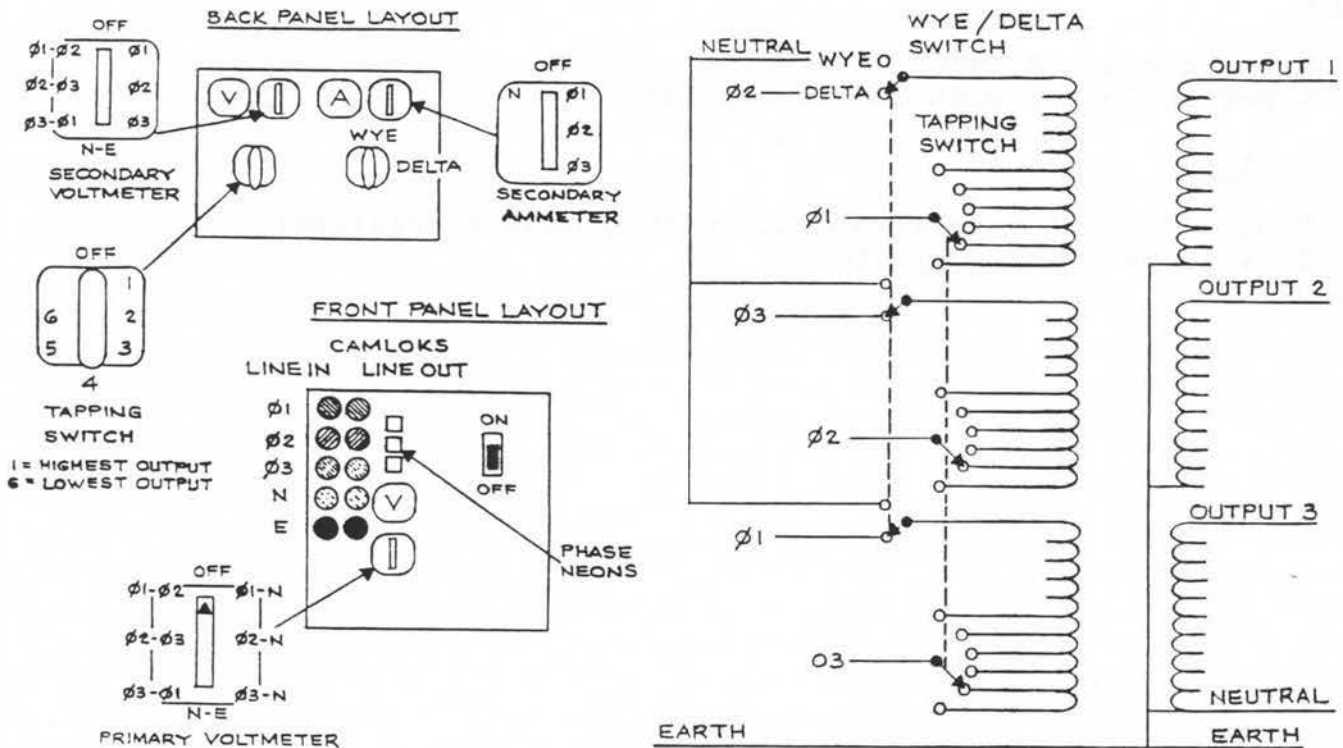 BACK PANEL LAYOUT
OFF
Ø1-Ø2 Ø1
Ø2-Ø3 Ø2
Ø3-Ø1 Ø3
N-E
SECONDARY
VOLTMETER
V
A
WYE
DELTA
OFF
N Ø1
Ø2
Ø3
SECONDARY
AMMETER
OFF
1
6 2
5 3
4
TAPPING
SWITCH
1 = HIGHEST OUTPUT
6 = LOWEST OUTPUT
FRONT PANEL LAYOUT
CAMLOKS
LINE IN LINE OUT
Ø1
Ø2
Ø3
N
E
V
ON
OFF
PHASE
NEONS
OFF
Ø1-Ø2 Ø1-N
Ø2-Ø3 Ø2-N
Ø3-Ø1 Ø3-N
N-E
PRIMARY VOLTMETER
WYE / DELTA
SWITCH
NEUTRAL
WYE
Ø2 DELTA
TAPPING
SWITCH
Ø1
Ø3
Ø2
Ø1
03
OUTPUT 1
OUTPUT 2
OUTPUT 3
NEUTRAL
EARTH
EARTH